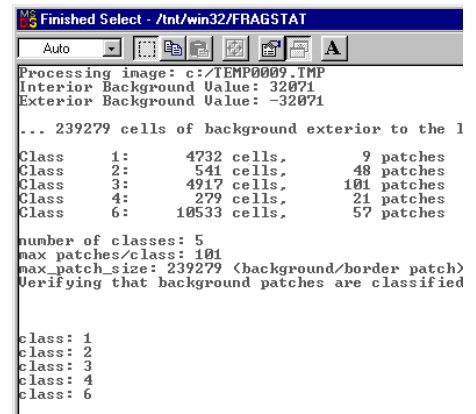 Finished Select - /tnt/win32/FRAGSTAT
Auto
A
Processing image: c:/TEMP0009.TMP
Interior Background Value: 32071
Exterior Background Value: -32071
... 239279 cells of background exterior to the l
Class 1: 4732 cells, 9 patches
Class 2: 541 cells, 48 patches
Class 3: 4917 cells, 101 patches
Class 4: 279 cells, 21 patches
Class 6: 10533 cells, 57 patches
number of classes: 5
max patches/class: 101
max_patch_size: 239279 (background/border patch)
Verifying that background patches are classified
class: 1
class: 2
class: 3
class: 4
class: 6